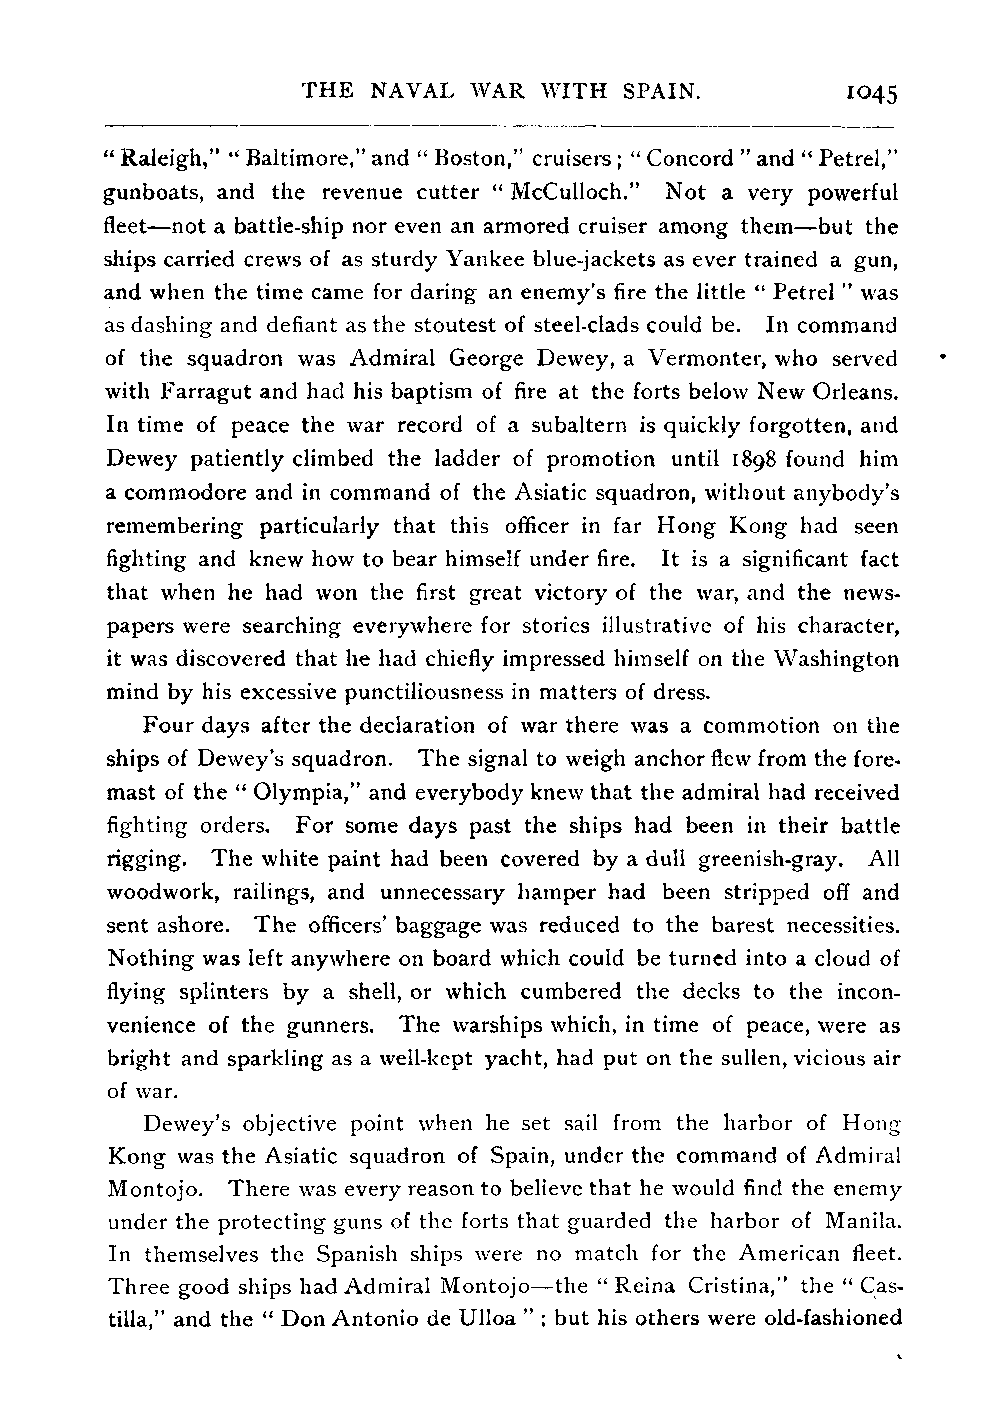 THE NAVAL WAR WITH SPAIN. 1045
“ Raleigh,” “ Baltimore,” and “ Boston,” cruisers ; “ Concord ” and “ Petrel,”
gunboats, and the revenue cutter “ McCulloch.” Not a very powerful
fleet—not a battle-ship nor even an armored cruiser among them—but the
ships carried crews of as sturdy Yankee blue-jackets as ever trained a gun,
and when the time came for daring an enemy's fire the little “ Petrel ” was
as dashing and defiant as the stoutest of steel-clads could be. In command
of the squadron was Admiral George Dewey, a Vermonter, who served
with Farragut and had his baptism of fire at the forts below New Orleans.
In time of peace the war record of a subaltern is quickly forgotten, and
Dewey patiently climbed the ladder of promotion until 1898 found him
a commodore and in command of the Asiatic squadron, without anybody's
remembering particularly that this officer in far Hong Kong had seen
fighting and knew how to bear himself under fire. It is a significant fact
that when he had won the first great victory of the war, and the news-
papers were searching everywhere for stories illustrative of his character,
it was discovered that he had chiefly impressed himself on the Washington
mind by his excessive punctiliousness in matters of dress.
Four days after the declaration of war there was a commotion on the
ships of Dewey's squadron. The signal to weigh anchor flew from the fore-
mast of the “ Olympia,” and everybody knew that the admiral had received
fighting orders. For some days past the ships had been in their battle
rigging. The white paint had been covered by a dull greenish-gray. All
woodwork, railings, and unnecessary hamper had been stripped off and
sent ashore. The officers' baggage was reduced to the barest necessities.
Nothing was left anywhere on board which could be turned into a cloud of
flying splinters by a shell, or which cumbered the decks to the incon-
venience of the gunners. The warships which, in time of peace, were as
bright and sparkling as a well-kept yacht, had put on the sullen, vicious air
of war.
Dewey's objective point when he set sail from the harbor of Hong
Kong was the Asiatic squadron of Spain, under the command of Admiral
Montojo. There was every reason to believe that he would find the enemy
under the protecting guns of the forts that guarded the harbor of Manila.
In themselves the Spanish ships were no match for the American fleet.
Three good ships had Admiral Montojo—the “ Reina Cristina,” the “ Cas-
tilla,” and the “ Don Antonio de Ulloa ” ; but his others were old-fashioned